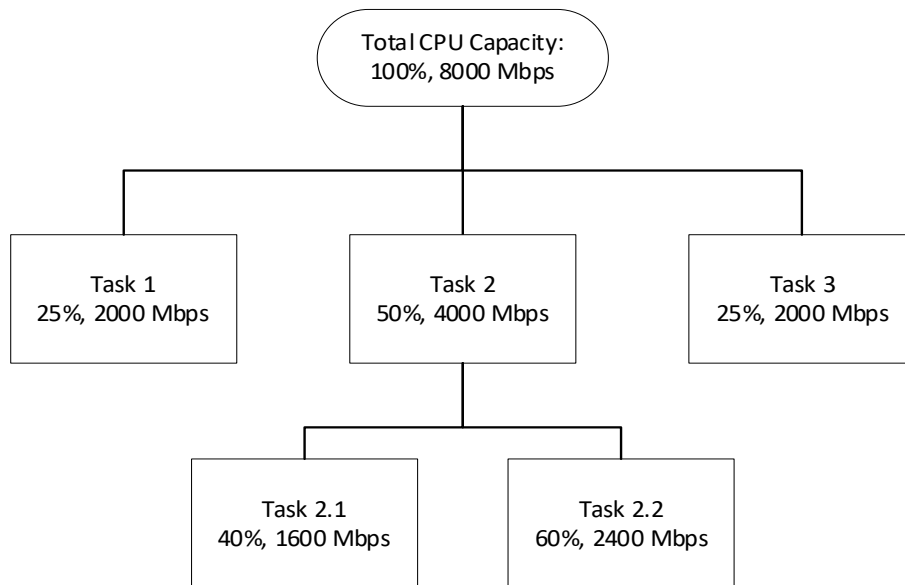 Total CPU Capacity:
100%, 8000 Mbps
Task 1
25%, 2000 Mbps
Task 2
50%, 4000 Mbps
Task 3
25%, 2000 Mbps
Task 2.1
40%, 1600 Mbps
Task 2.2
60%, 2400 Mbps